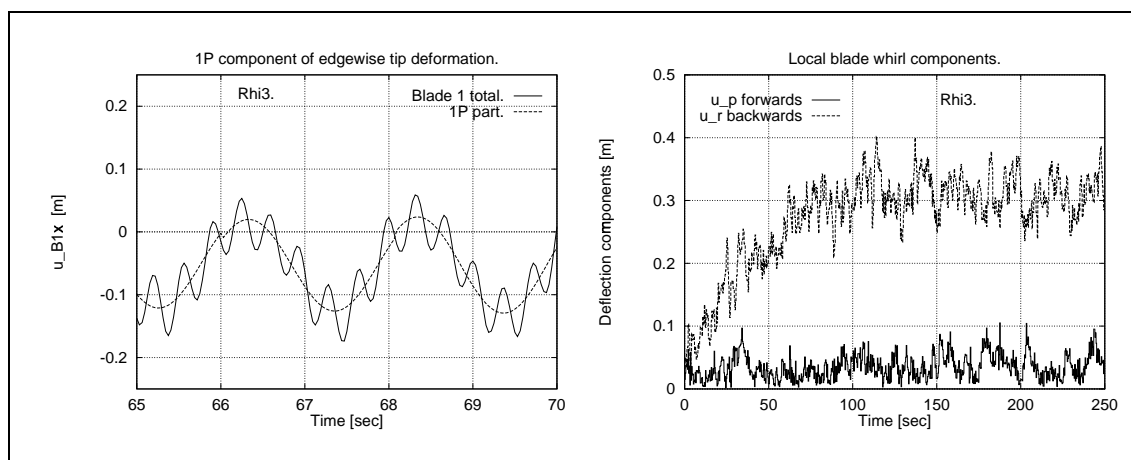 1P component of edgewise tip deformation.
Rhi3.
Blade 1 total.
1P part.
u_B1x [m]
0.2
0.1
0
-0.1
-0.2
65
66
67
68
69
70
Time [sec]
Local blade whirl components.
u_p forwards
u_r backwards
Rhi3.
Deflection components [m]
0.5
0.4
0.3
0.2
0.1
0
0
50
100
150
200
250
Time [sec]